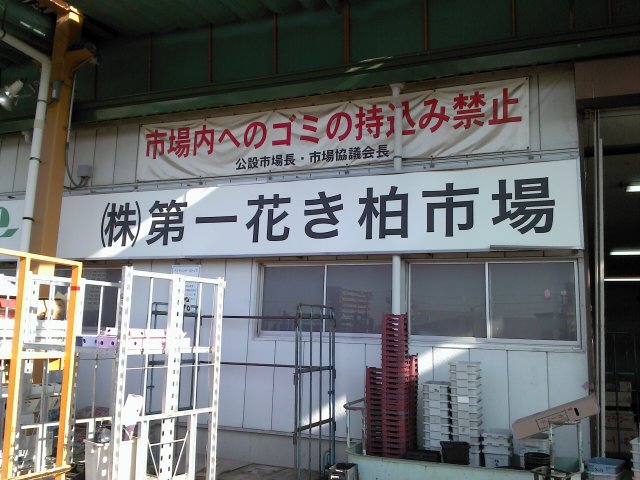 市場内へのゴミの持込み禁止
公設市場長・市場協議会長
(株)第一花き柏市場